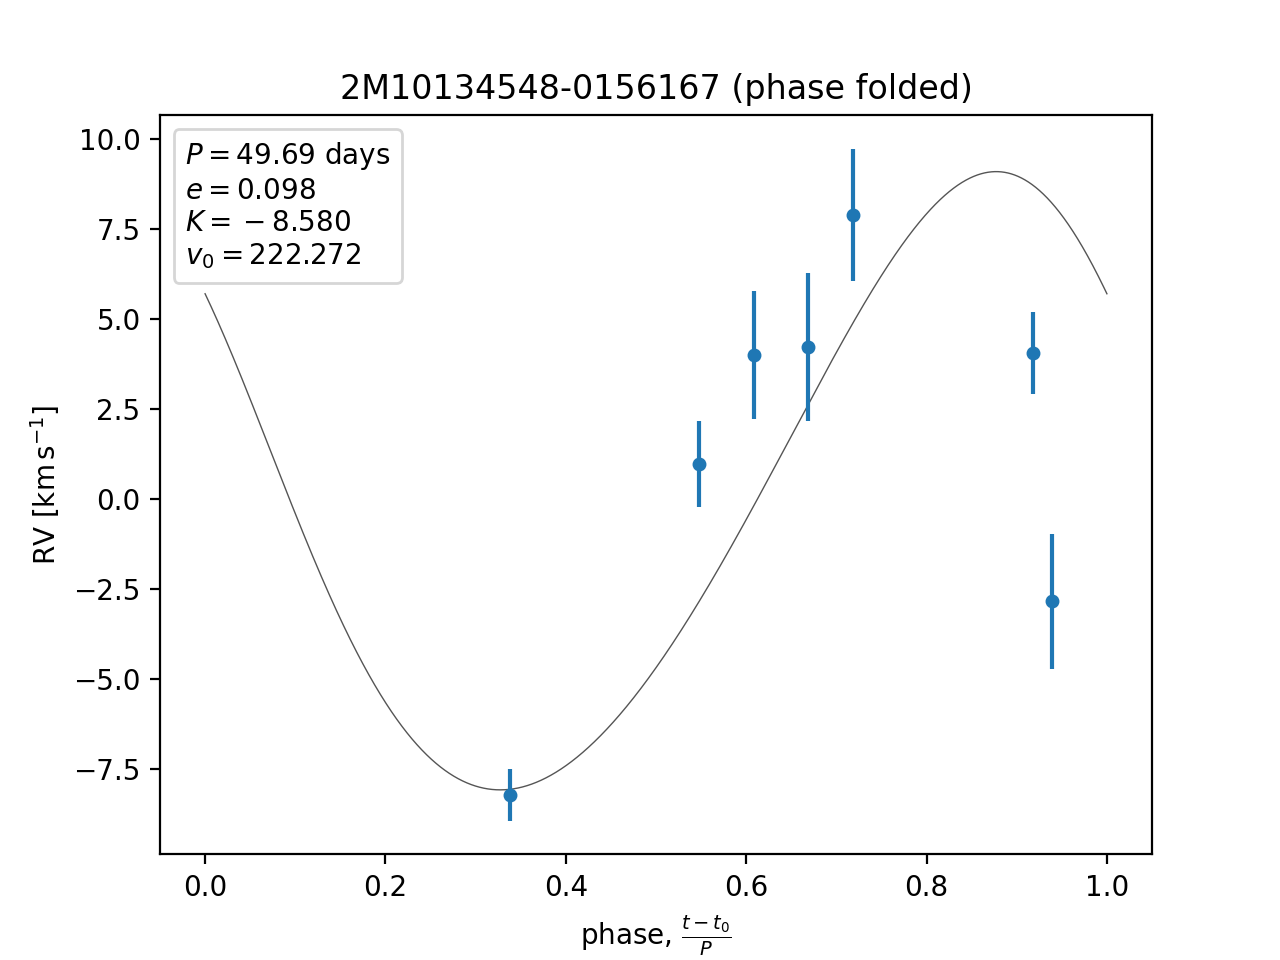 2M10134548-0156167 (phase folded)
P = 49.69 days
e = 0.098
K = −8.580
v₀ = 222.272
10.0
7.5
5.0
2.5
0.0
−2.5
−5.0
−7.5
RV [km s⁻¹]
0.0 0.2 0.4 0.6 0.8 1.0
phase, (t − t₀)/P